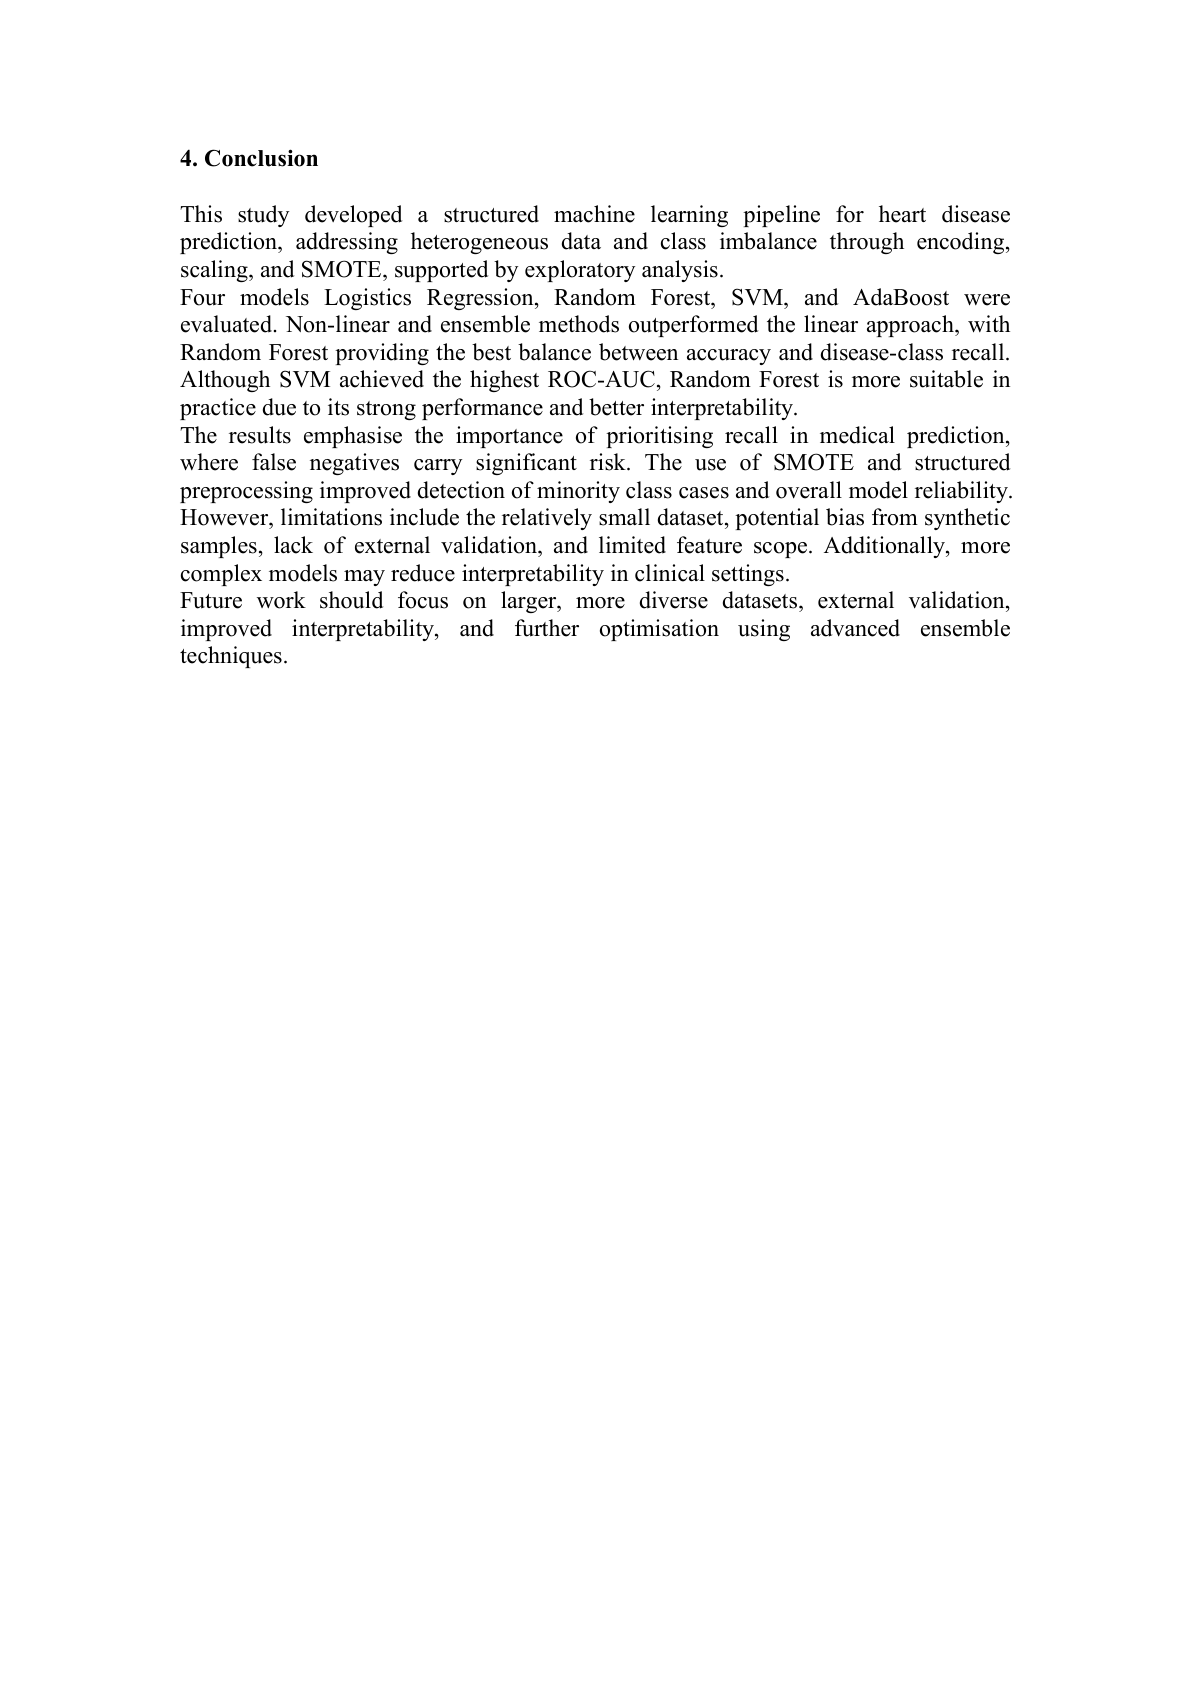 4. Conclusion
This study developed a structured machine learning pipeline for heart disease
prediction, addressing heterogeneous data and class imbalance through encoding,
scaling, and SMOTE, supported by exploratory analysis.
Four models Logistics Regression, Random Forest, SVM, and AdaBoost were
evaluated. Non-linear and ensemble methods outperformed the linear approach, with
Random Forest providing the best balance between accuracy and disease-class recall.
Although SVM achieved the highest ROC-AUC, Random Forest is more suitable in
practice due to its strong performance and better interpretability.
The results emphasise the importance of prioritising recall in medical prediction,
where false negatives carry significant risk. The use of SMOTE and structured
preprocessing improved detection of minority class cases and overall model reliability.
However, limitations include the relatively small dataset, potential bias from synthetic
samples, lack of external validation, and limited feature scope. Additionally, more
complex models may reduce interpretability in clinical settings.
Future work should focus on larger, more diverse datasets, external validation,
improved interpretability, and further optimisation using advanced ensemble
techniques.